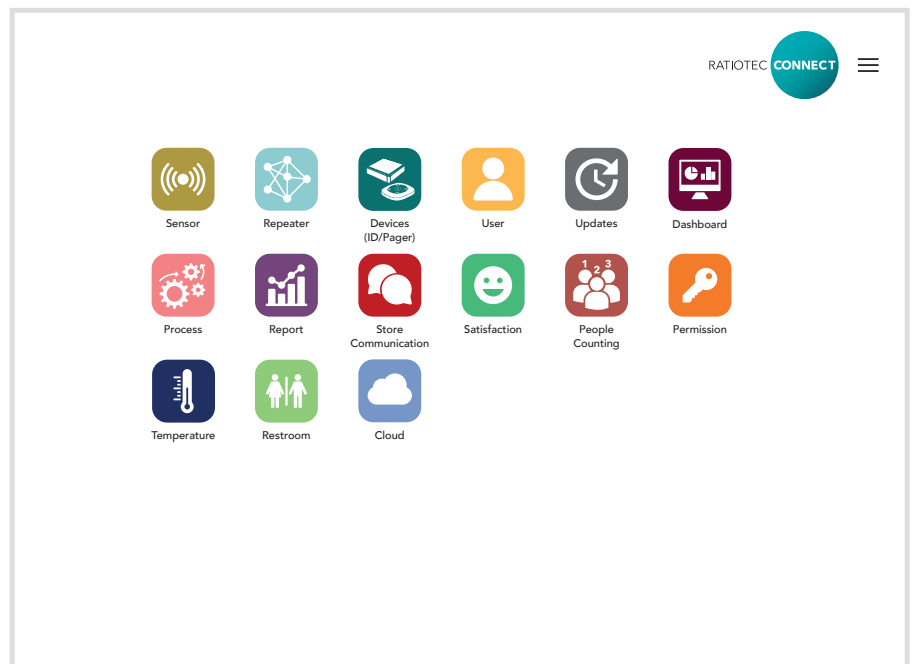 RATIOTEC CONNECT
Sensor
Repeater
Devices
(ID/Pager)
User
Updates
Dashboard
Process
Report
Store
Communication
Satisfaction
1 2 3
People
Counting
Permission
Temperature
Restroom
Cloud